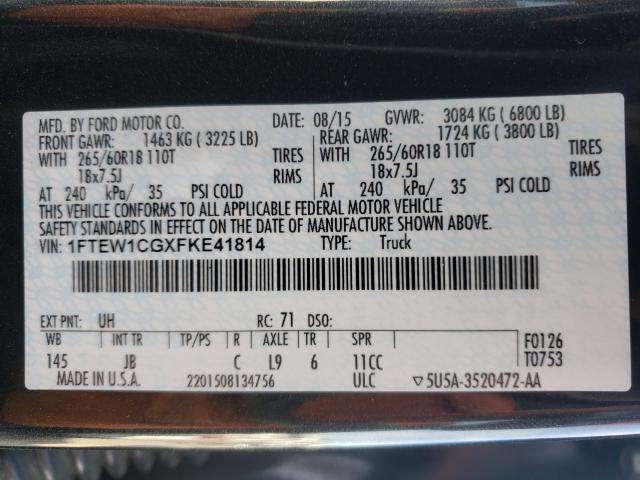 MFD. BY FORD MOTOR CO. DATE: 08/15 GVWR: 3084 KG ( 6800 LB)
FRONT GAWR: 1463 KG ( 3225 LB) REAR GAWR: 1724 KG ( 3800 LB)
WITH 265/60R18 110T TIRES WITH 265/60R18 110T TIRES
18x7.5J RIMS 18x7.5J RIMS
AT 240 kPa/ 35 PSI COLD AT 240 kPa/ 35 PSI COLD
THIS VEHICLE CONFORMS TO ALL APPLICABLE FEDERAL MOTOR VEHICLE
SAFETY STANDARDS IN EFFECT ON THE DATE OF MANUFACTURE SHOWN ABOVE.
VIN: 1FTEW1CGXFKE41814 TYPE: Truck
EXT PNT: UH RC: 71 DSO:
WB INT TR TP/PS R AXLE TR SPR F0126
145 JB C L9 6 11CC T0753
MADE IN U.S.A. 2201508134756 ULC ▽5U5A-3520472-AA